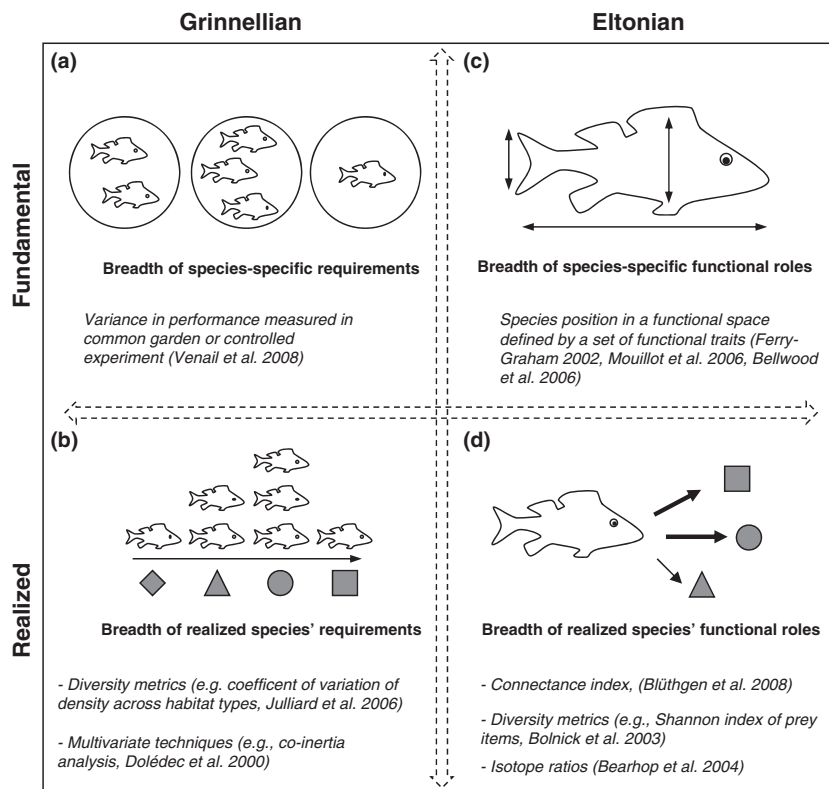 Grinnellian
Eltonian
Fundamental
Realized
(a)
Breadth of species-specific requirements
Variance in performance measured in
common garden or controlled
experiment (Venail et al. 2008)
(c)
Breadth of species-specific functional roles
Species position in a functional space
defined by a set of functional traits (Ferry-
Graham 2002, Mouillot et al. 2006, Bellwood
et al. 2006)
(b)
Breadth of realized species' requirements
- Diversity metrics (e.g. coefficent of variation of
density across habitat types, Julliard et al. 2006)
- Multivariate techniques (e.g., co-inertia
analysis, Dolédec et al. 2000)
(d)
Breadth of realized species' functional roles
- Connectance index, (Blüthgen et al. 2008)
- Diversity metrics (e.g., Shannon index of prey
items, Bolnick et al. 2003)
- Isotope ratios (Bearhop et al. 2004)